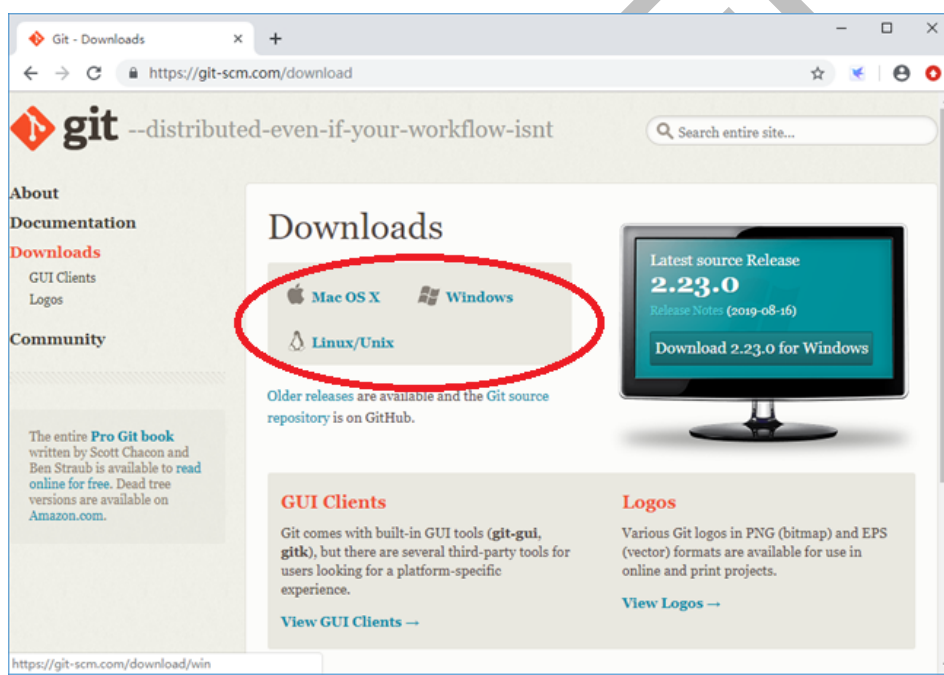 Git - Downloads
https://git-scm.com/download
git --distributed-even-if-your-workflow-isnt
Search entire site...
About
Documentation
Downloads
GUI Clients
Logos
Community
The entire Pro Git book
written by Scott Chacon and
Ben Straub is available to read
online for free. Dead tree
versions are available on
Amazon.com.
Downloads
Mac OS X
Windows
Linux/Unix
Older releases are available and the Git source
repository is on GitHub.
Latest source Release
2.23.0
Release Notes (2019-08-16)
Download 2.23.0 for Windows
GUI Clients
Git comes with built-in GUI tools (git-gui,
gitk), but there are several third-party tools for
users looking for a platform-specific
experience.
View GUI Clients →
Logos
Various Git logos in PNG (bitmap) and EPS
(vector) formats are available for use in
online and print projects.
View Logos →
https://git-scm.com/download/win